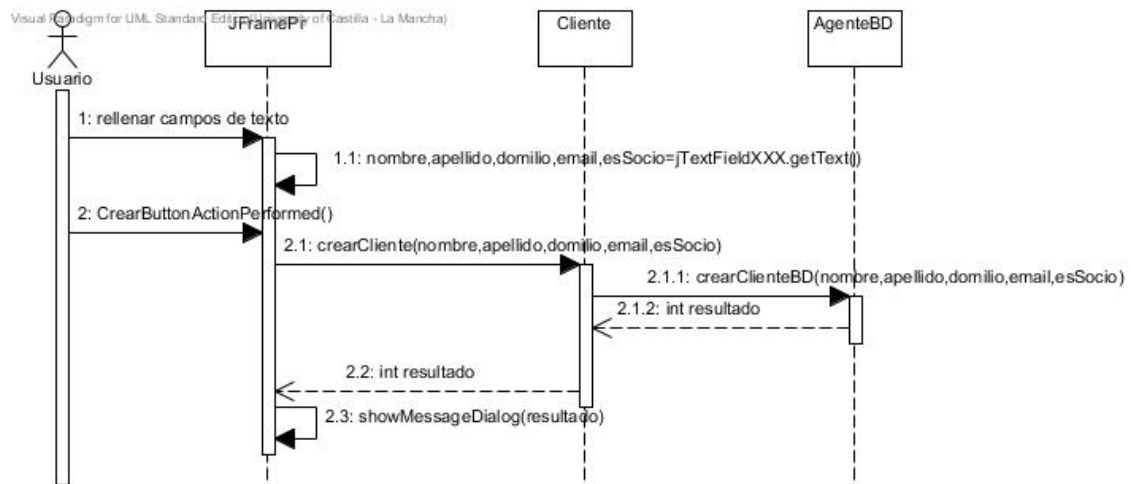 Visual Paradigm for UML Standard Edition(University of Castilla - La Mancha)
JFramePr
Cliente
AgenteBD
Usuario
1: rellenar campos de texto
1.1: nombre,apellido,domilio,email,esSocio=jTextFieldXXX.getText()
2: CrearButtonActionPerformed()
2.1: crearCliente(nombre,apellido,domilio,email,esSocio)
2.1.1: crearClienteBD(nombre,apellido,domilio,email,esSocio)
2.1.2: int resultado
2.2: int resultado
2.3: showMessageDialog(resultado)